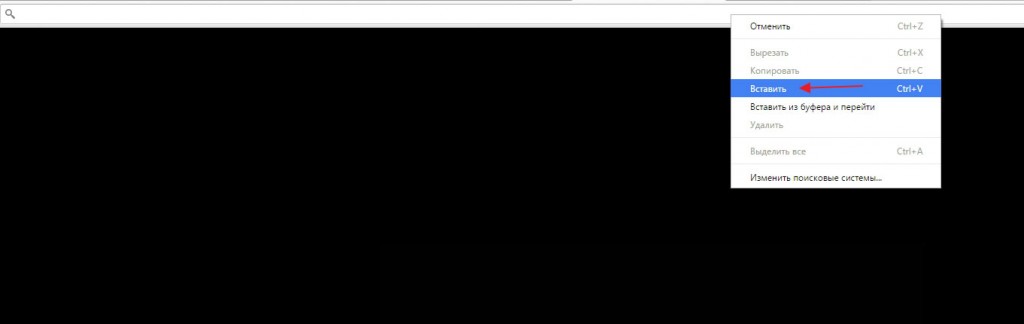 Отменить Ctrl+Z
Вырезать Ctrl+X
Копировать Ctrl+C
Вставить Ctrl+V
Вставить из буфера и перейти
Удалить
Выделить все Ctrl+A
Изменить поисковые системы...